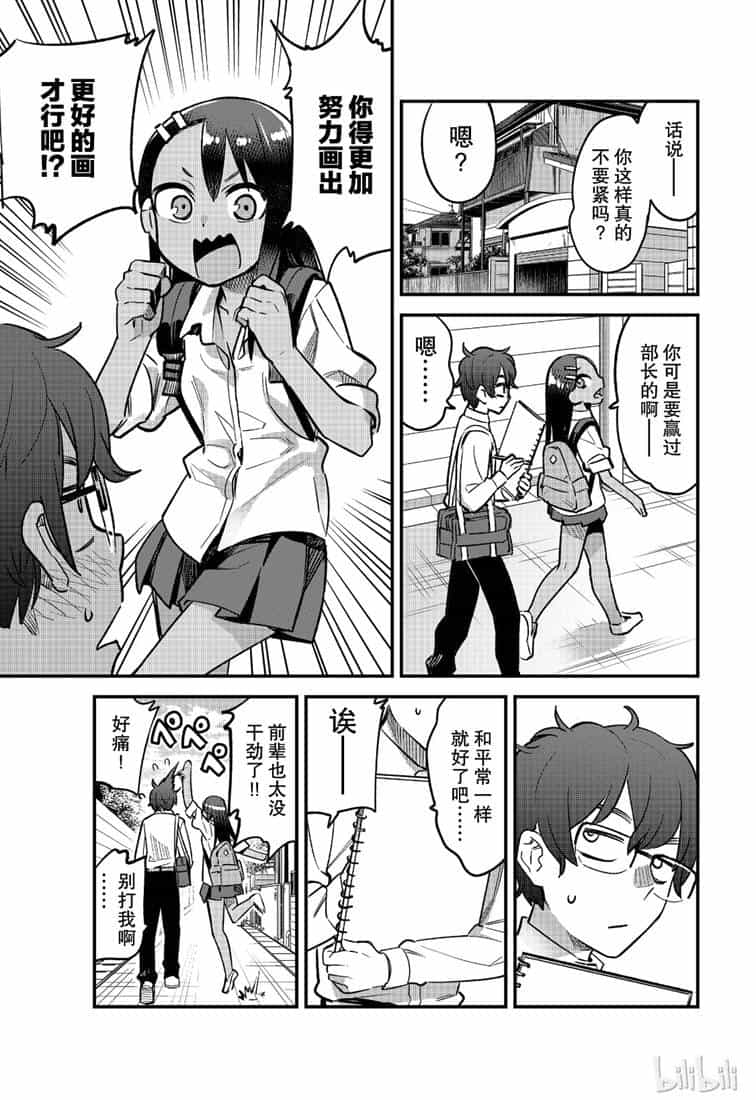 话说——
你这样真的
不要紧吗？
嗯？
你可是要赢过
部长的啊——
嗯……
你得更加
努力画出
更好的画
才行吧!?
和平常一样
就好了吧……
诶——
前辈也太没
干劲了!!
ペペペ
好痛！
别打我啊
……
bilibili